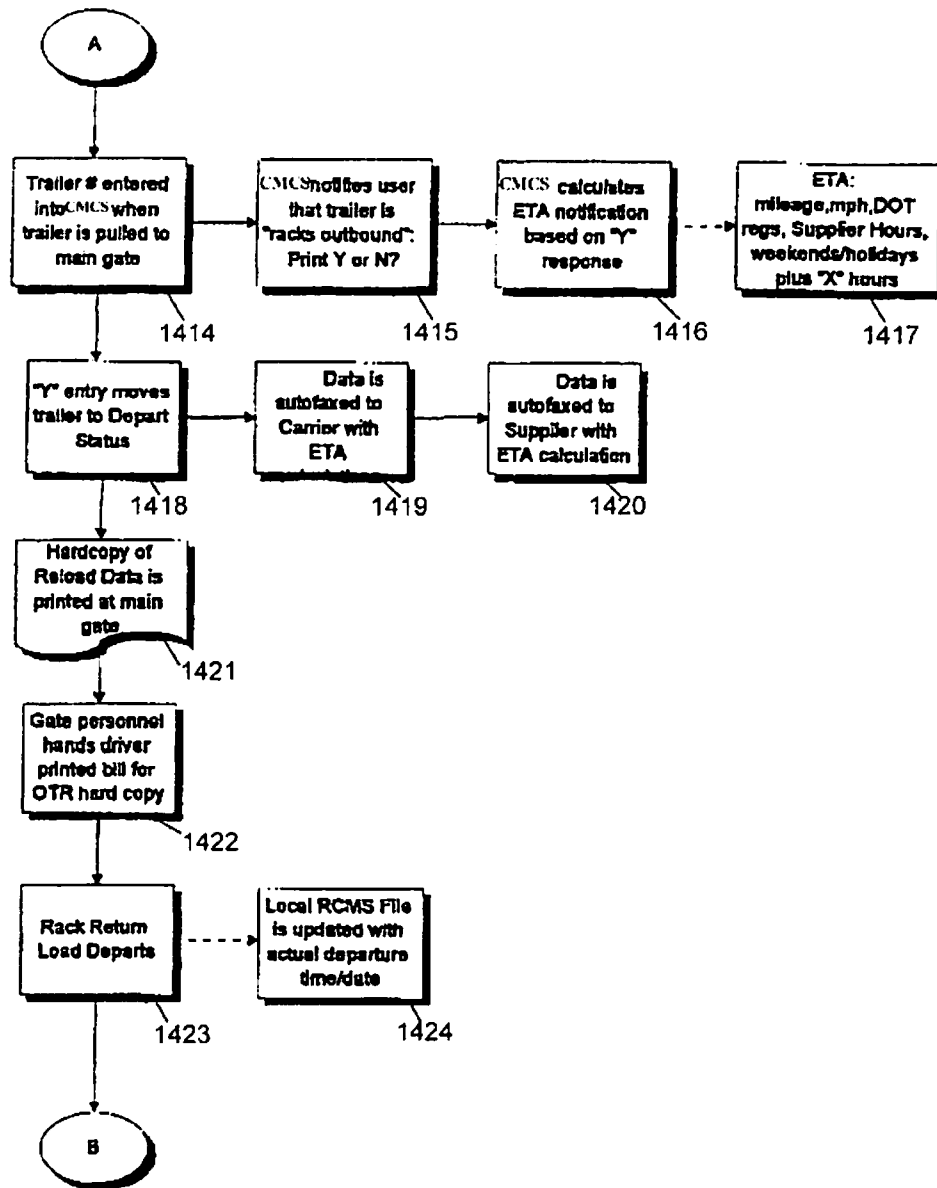 A
Trailer # entered
into CMCS when
trailer is pulled to
main gate
1414
CMCS notifies user
that trailer is
"racks outbound":
Print Y or N?
1415
CMCS calculates
ETA notification
based on "Y"
response
1416
ETA:
mileage,mph,DOT
regs, Supplier Hours,
weekends/holidays
plus "X" hours
1417
"Y" entry moves
trailer to Depart
Status
1418
Data is
autofaxed to
Carrier with
ETA
1419
Data is
autofaxed to
Supplier with
ETA calculation
1420
Hardcopy of
Reload Data is
printed at main
gate
1421
Gate personnel
hands driver
printed bill for
OTR hard copy
1422
Rack Return
Load Departs
1423
Local RCMS File
is updated with
actual departure
time/date
1424
B